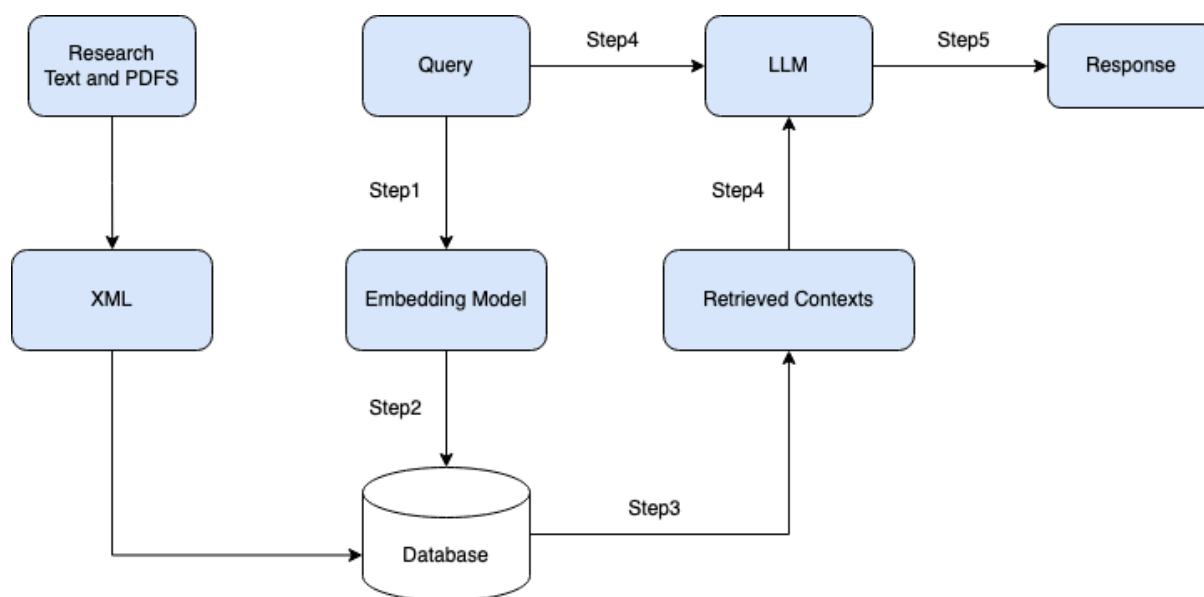 Research
Text and PDFS
Query
Step4
LLM
Step5
Response
Step1
Step4
XML
Embedding Model
Retrieved Contexts
Step2
Step3
Database